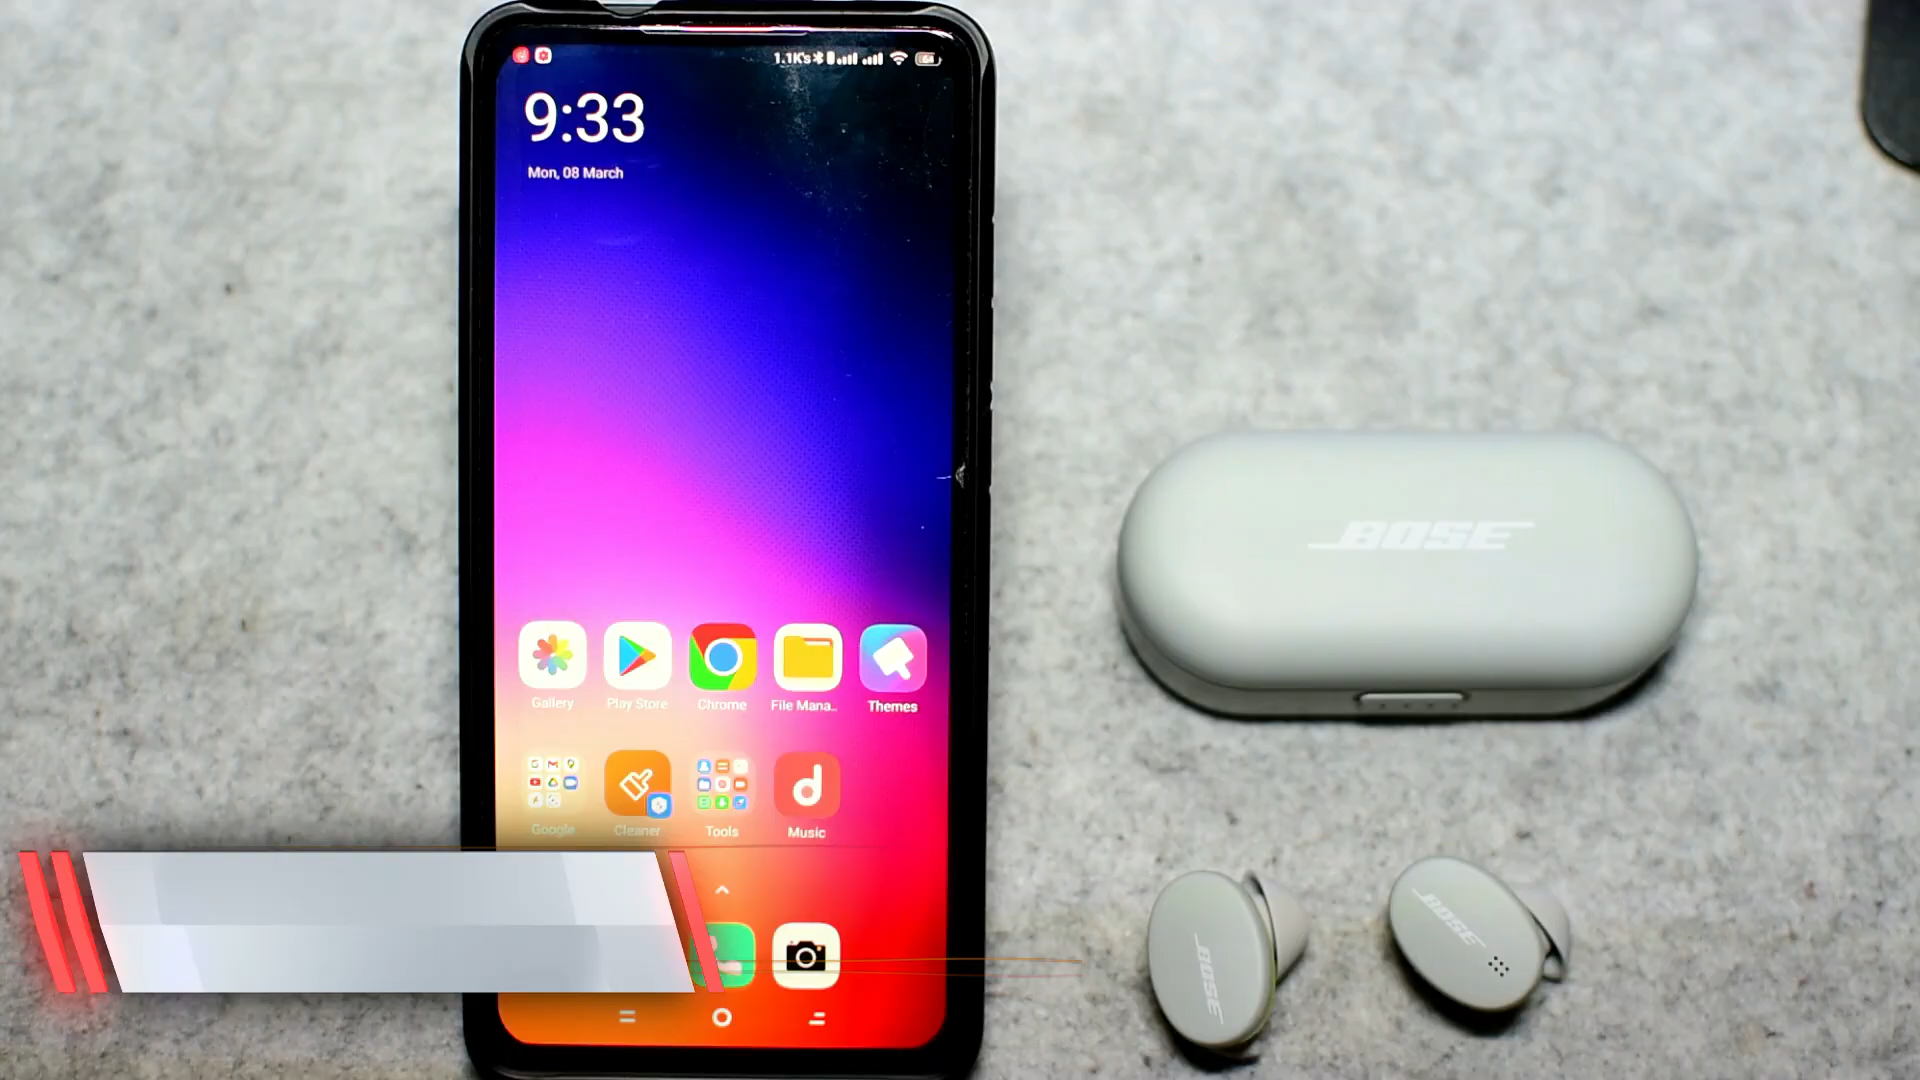 1.1K's
64
9:33
Mon, 08 March
Gallery
Play Store
Chrome
File Mana..
Themes
Google
Cleaner
Tools
Music
BOSE
BOSE
BOSE